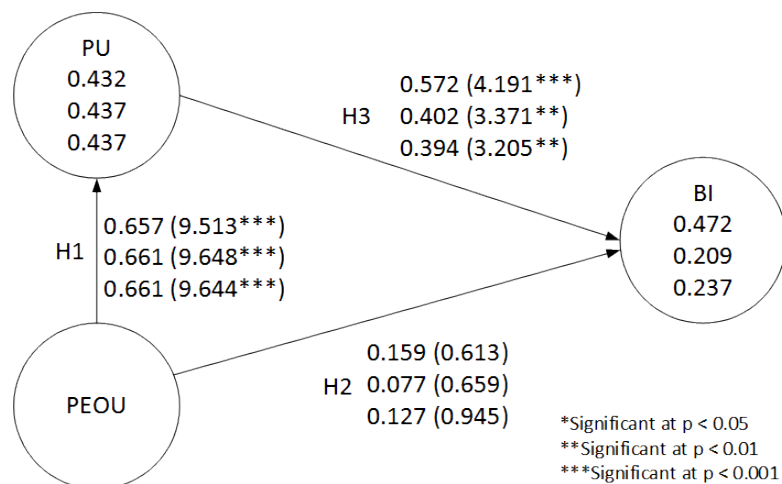 PU
0.432
0.437
0.437
H3
0.572 (4.191***)
0.402 (3.371**)
0.394 (3.205**)
BI
0.472
0.209
0.237
H1
0.657 (9.513***)
0.661 (9.648***)
0.661 (9.644***)
PEOU
H2
0.159 (0.613)
0.077 (0.659)
0.127 (0.945)
*Significant at p < 0.05
**Significant at p < 0.01
***Significant at p < 0.001